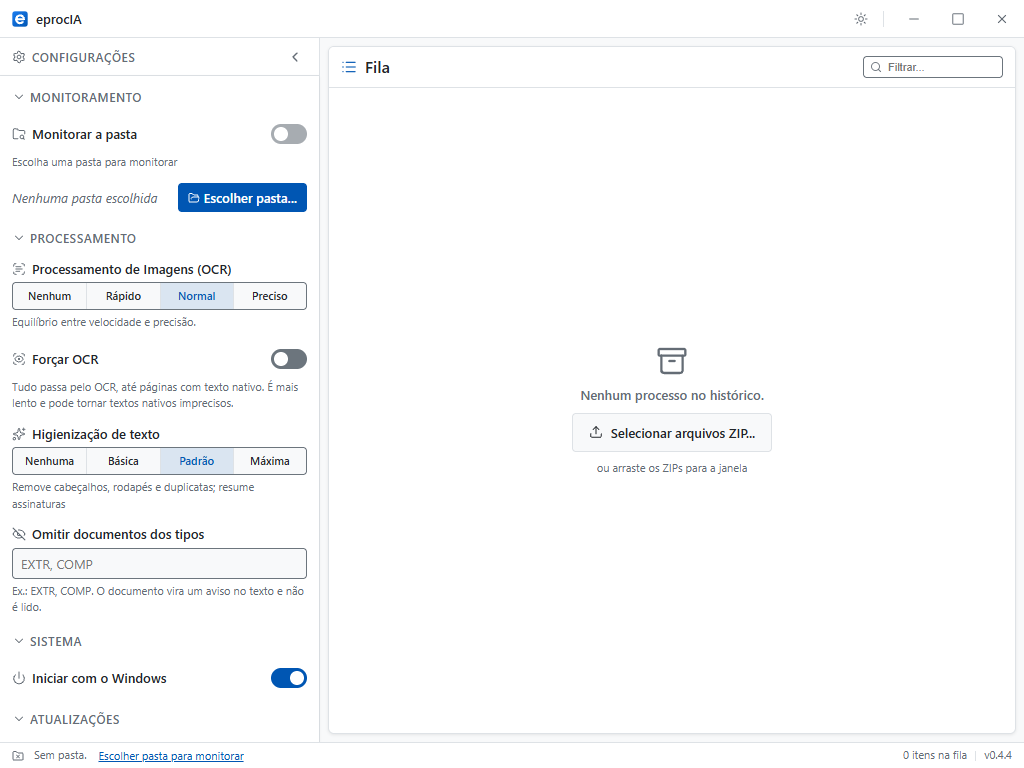 eprocIA
CONFIGURAÇÕES
MONITORAMENTO
Monitorar a pasta
Escolha uma pasta para monitorar
Nenhuma pasta escolhida
Escolher pasta...
PROCESSAMENTO
Processamento de Imagens (OCR)
Nenhum Rápido Normal Preciso
Equilíbrio entre velocidade e precisão.
Forçar OCR
Tudo passa pelo OCR, até páginas com texto nativo. É mais
lento e pode tornar textos nativos imprecisos.
Higienização de texto
Nenhuma Básica Padrão Máxima
Remove cabeçalhos, rodapés e duplicatas; resume
assinaturas
Omitir documentos dos tipos
EXTR, COMP
Ex.: EXTR, COMP. O documento vira um aviso no texto e não
é lido.
SISTEMA
Iniciar com o Windows
ATUALIZAÇÕES
Fila
Filtrar...
Nenhum processo no histórico.
Selecionar arquivos ZIP...
ou arraste os ZIPs para a janela
Sem pasta. Escolher pasta para monitorar
0 itens na fila v0.4.4